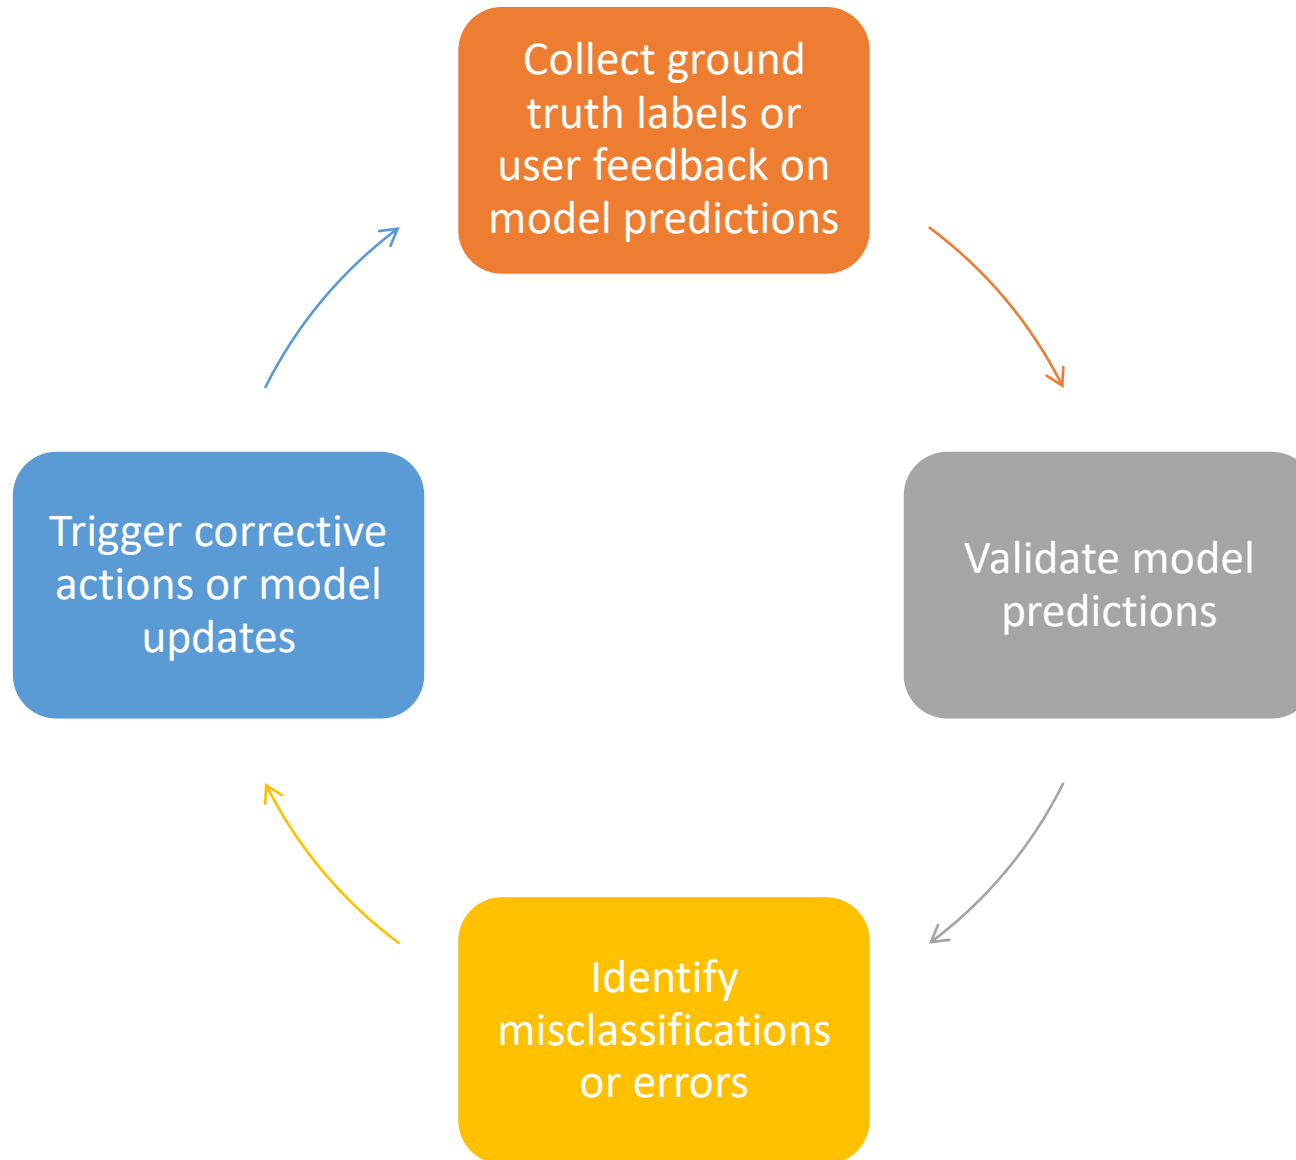 Collect ground
truth labels or
user feedback on
model predictions
Validate model
predictions
Identify
misclassifications
or errors
Trigger corrective
actions or model
updates